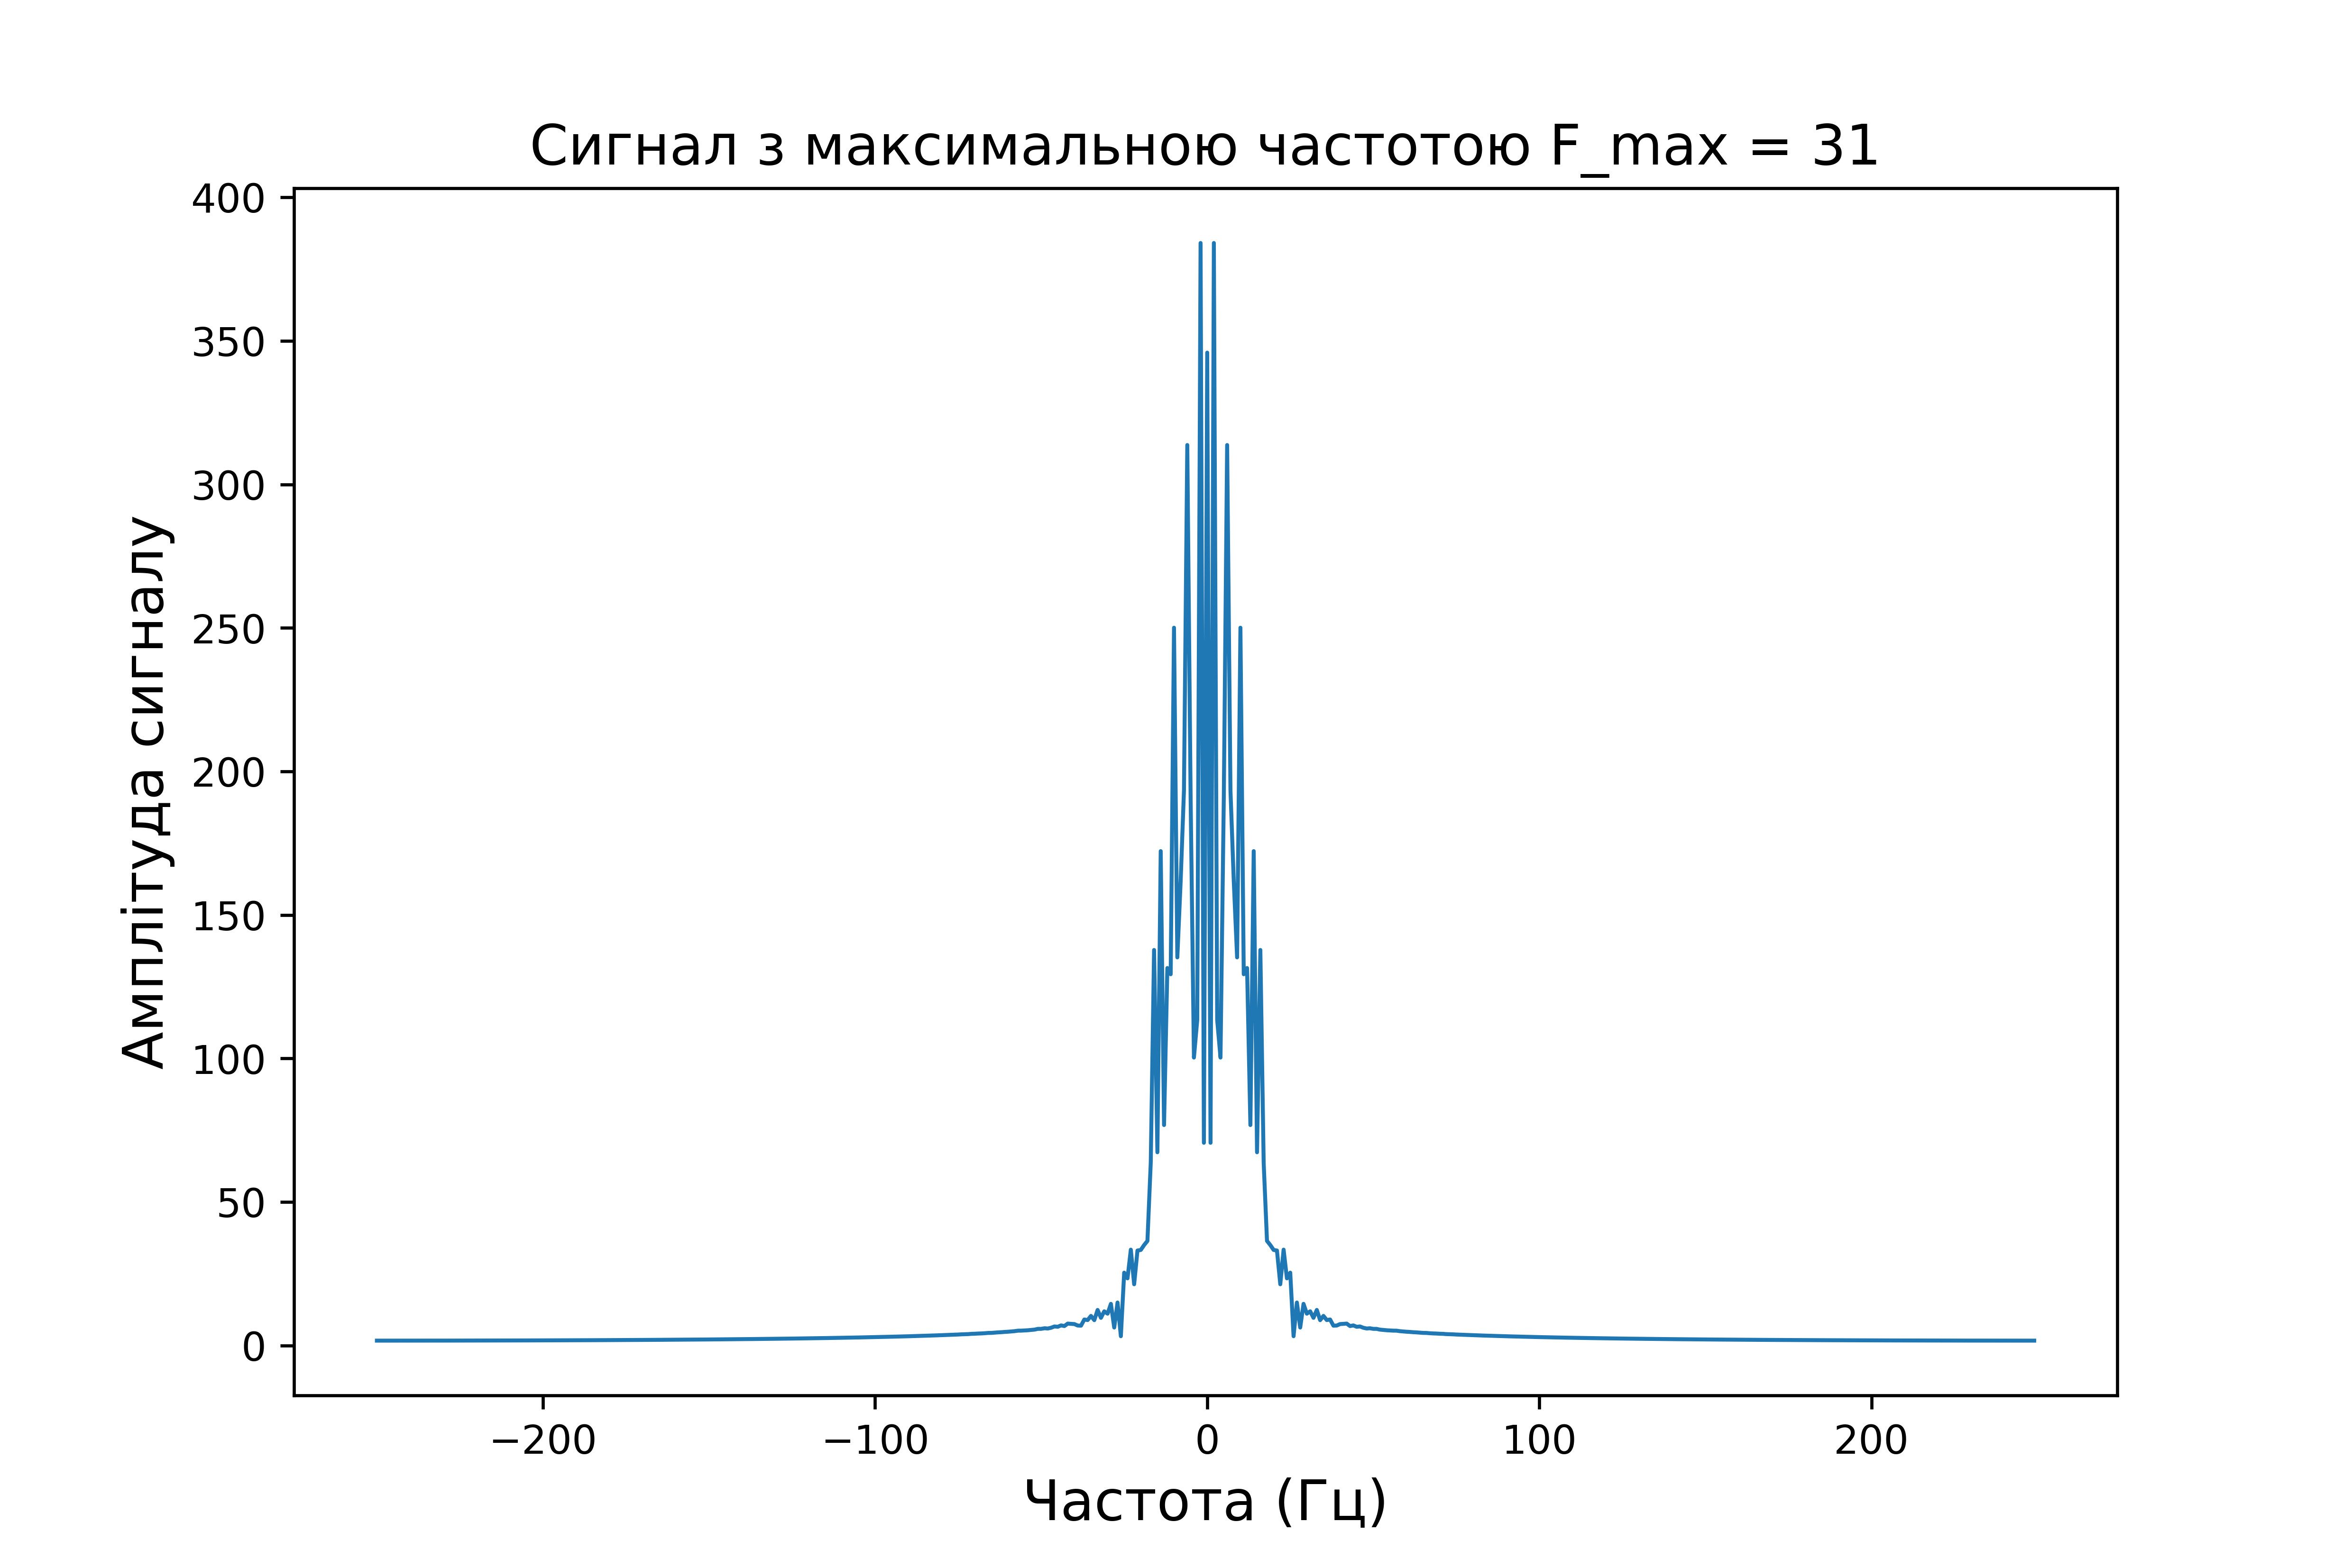 Сигнал з максимальною частотою F_max = 31
400
350
300
250
200
150
100
50
0
Амплітуда сигналу
−200 −100 0 100 200
Частота (Гц)